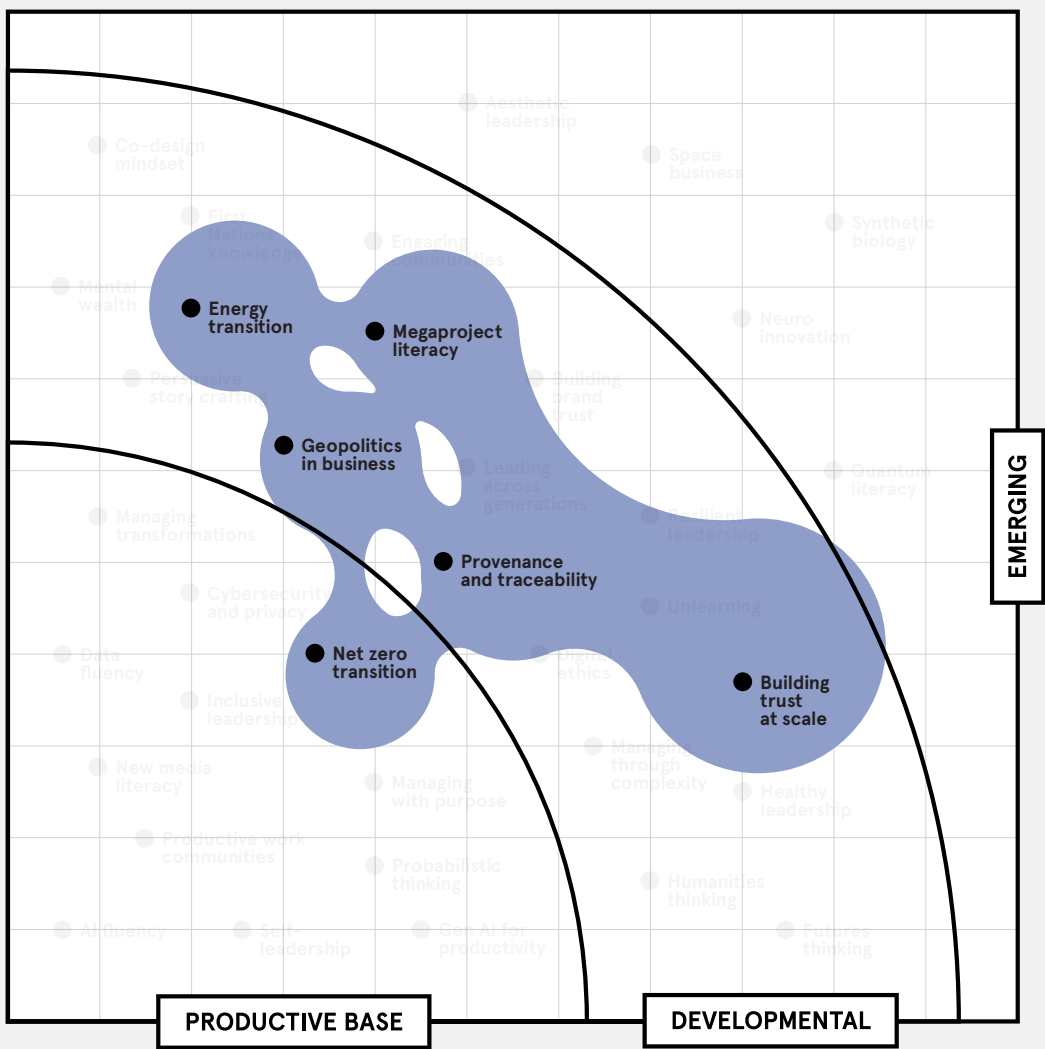 Aesthetic
leadership
Co-design
mindset
Space
business
First
Nations
knowledge
Engaging
communities
Synthetic
biology
Mental
wealth
Energy
transition
Megaproject
literacy
Neuro
innovation
Persuasive
story crafting
Building
brand
trust
Geopolitics
in business
Leading
across
generations
Quantum
literacy
EMERGING
Managing
transformations
Resilient
leadership
Provenance
and traceability
Cybersecurity
and privacy
Unlearning
Data
fluency
Net zero
transition
Digital
ethics
Building
trust
at scale
Inclusive
leadership
Managing
through
complexity
New media
literacy
Managing
with purpose
Healthy
leadership
Productive work
communities
Probabilistic
thinking
Humanities
thinking
AI fluency
Self-
leadership
Gen AI for
productivity
Futures
thinking
PRODUCTIVE BASE
DEVELOPMENTAL